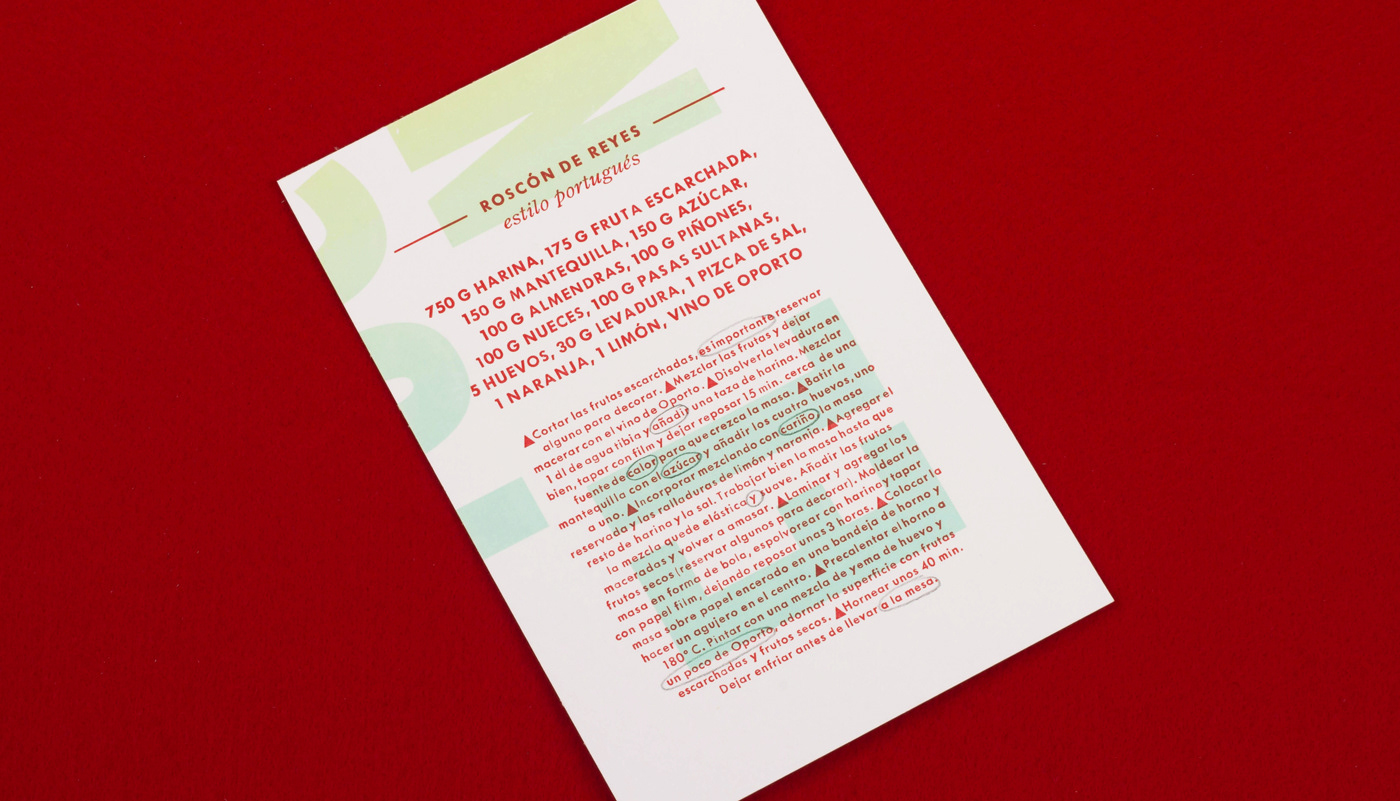 ROSCÓN DE REYES
estilo portugués
750 G HARINA, 175 G FRUTA ESCARCHADA,
150 G MANTEQUILLA, 150 G AZÚCAR,
100 G ALMENDRAS, 100 G PIÑONES,
100 G NUECES, 100 G PASAS SULTANAS,
5 HUEVOS, 30 G LEVADURA, 1 PIZCA DE SAL,
1 NARANJA, 1 LIMÓN, VINO DE OPORTO
▲Cortar las frutas escarchadas, es importante reservar
alguna para decorar. ▲Mezclar las frutas y dejar
macerar con el vino de Oporto. ▲Disolver la levadura en
1 dl de agua tibia y añadir una taza de harina. Mezclar
bien, tapar con film y dejar reposar 15 min. cerca de una
fuente de calor para que crezca la masa. ▲Batir la
mantequilla con el azúcar y añadir los cuatro huevos, uno
a uno. ▲Incorporar mezclando con cariño la masa
reservada y las ralladuras de limón y naranja. ▲Agregar el
resto de harina y la sal. Trabajar bien la masa hasta que
la mezcla quede elástica y suave. Añadir las frutas
maceradas y volver a amasar. ▲Laminar y agregar los
frutos secos (reservar algunos para decorar). Moldear la
masa en forma de bola, espolvorear con harina y tapar
con papel film, dejando reposar unas 3 horas. ▲Colocar la
masa sobre papel encerado en una bandeja de horno y
hacer un agujero en el centro. ▲Precalentar el horno a
180° C. Pintar con una mezcla de yema de huevo y
un poco de Oporto, adornar la superficie con frutas
escarchadas y frutos secos. ▲Hornear unos 40 min.
Dejar enfriar antes de llevar a la mesa.